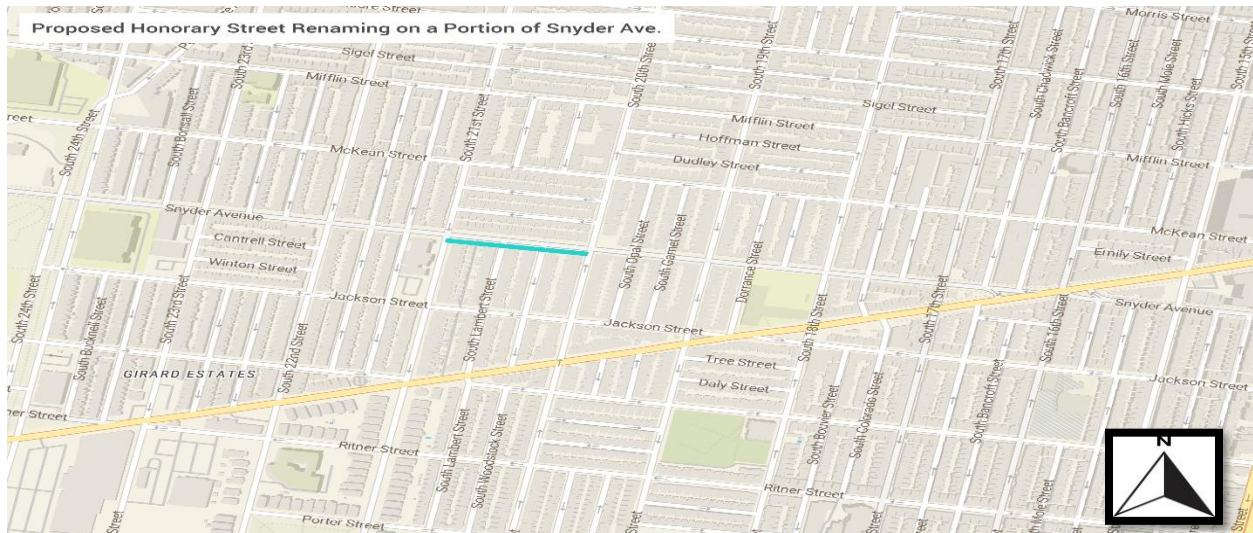 Proposed Honorary Street Renaming on a Portion of Snyder Ave.
Morris Street
Sigel Street
South 23rd
South 20th Street
South 19th Street
South 17th Street
South Chadwick Street
South Bancroft Street
South 16th Street
South Mole Street
South Hicks Street
South 15th
Mifflin Street
South 24th Street
South Bonsall Street
South 21st Street
Sigel Street
Mifflin Street
Hoffman Street
reet
McKean Street
Dudley Street
Mifflin Street
Snyder Avenue
Cantrell Street
Winton Street
South Opal Street
South Garnet Street
Dorrance Street
McKean Street
Emily Street
South 24th Street
South Bucknell Street
South 23rd Street
South 22nd Street
Jackson Street
South Lambert Street
Jackson Street
South 18th Street
South 17th Street
South 16th Street
Snyder Avenue
GIRARD ESTATES
Tree Street
Daly Street
Jackson Street
ner Street
Ritner Street
South Lambert Street
South Woodstock Street
South Bouvier Street
South Colorado Street
South Bancroft Street
Ritner Street
South Mole Street
Porter Street
Street
N